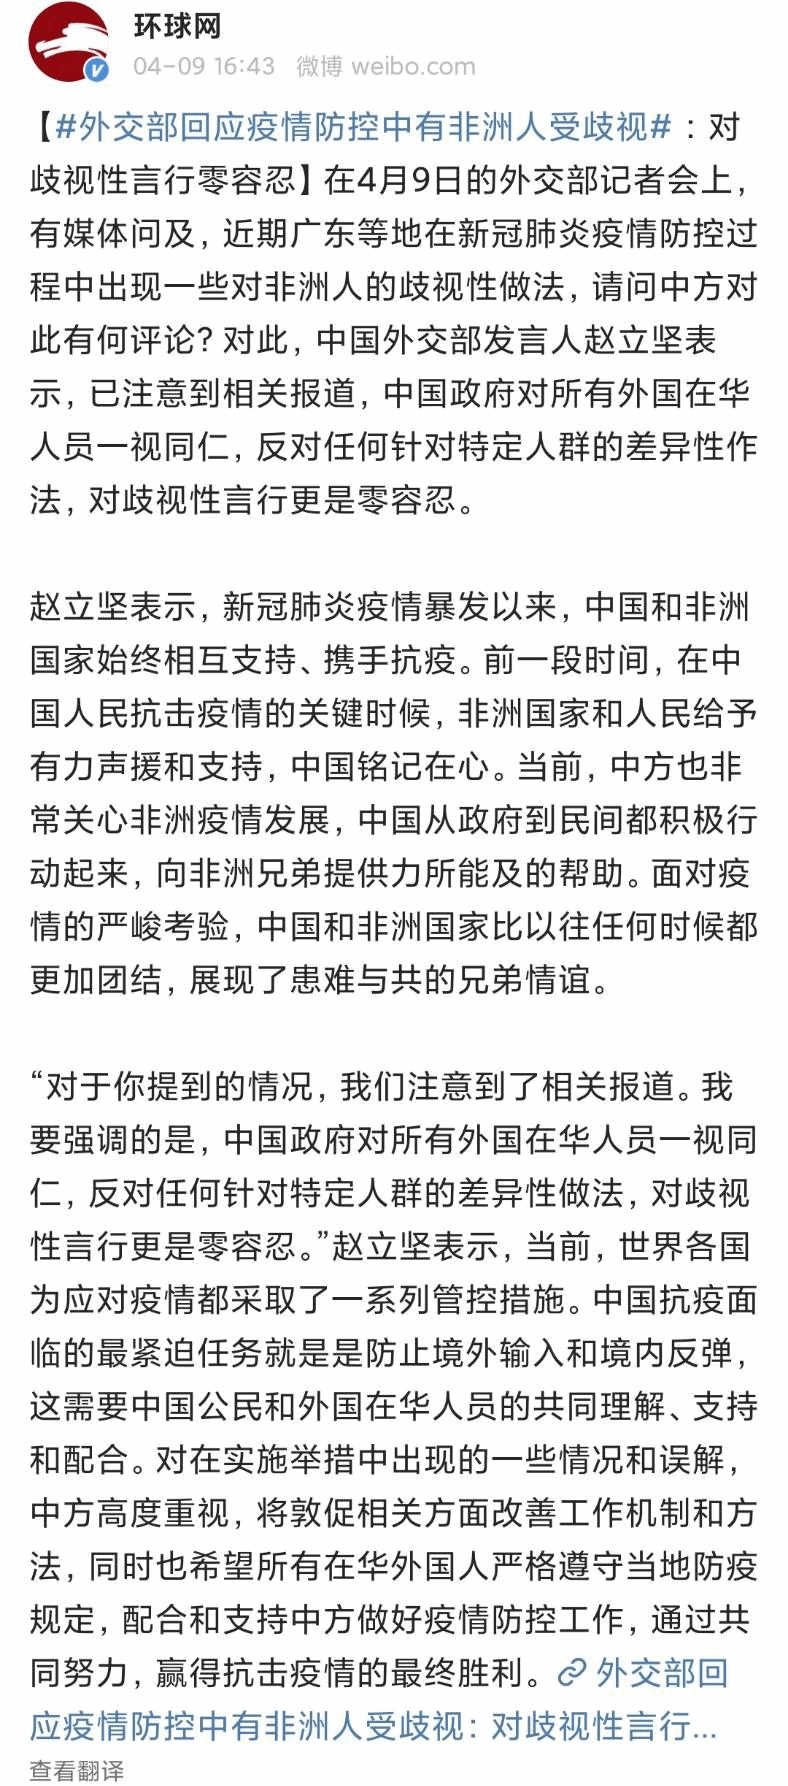 环球网
04-09 16:43 微博 weibo.com
【#外交部回应疫情防控中有非洲人受歧视#：对
歧视性言行零容忍】在4月9日的外交部记者会上，
有媒体问及，近期广东等地在新冠肺炎疫情防控过
程中出现一些对非洲人的歧视性做法，请问中方对
此有何评论？对此，中国外交部发言人赵立坚表
示，已注意到相关报道，中国政府对所有外国在华
人员一视同仁，反对任何针对特定人群的差异性作
法，对歧视性言行更是零容忍。
赵立坚表示，新冠肺炎疫情暴发以来，中国和非洲
国家始终相互支持、携手抗疫。前一段时间，在中
国人民抗击疫情的关键时候，非洲国家和人民给予
有力声援和支持，中国铭记在心。当前，中方也非
常关心非洲疫情发展，中国从政府到民间都积极行
动起来，向非洲兄弟提供力所能及的帮助。面对疫
情的严峻考验，中国和非洲国家比以往任何时候都
更加团结，展现了患难与共的兄弟情谊。
“对于你提到的情况，我们注意到了相关报道。我
要强调的是，中国政府对所有外国在华人员一视同
仁，反对任何针对特定人群的差异性做法，对歧视
性言行更是零容忍。”赵立坚表示，当前，世界各国
为应对疫情都采取了一系列管控措施。中国抗疫面
临的最紧迫任务就是是防止境外输入和境内反弹，
这需要中国公民和外国在华人员的共同理解、支持
和配合。对在实施举措中出现的一些情况和误解，
中方高度重视，将敦促相关方面改善工作机制和方
法，同时也希望所有在华外国人严格遵守当地防疫
规定，配合和支持中方做好疫情防控工作，通过共
同努力，赢得抗击疫情的最终胜利。外交部回
应疫情防控中有非洲人受歧视：对歧视性言行...
查看翻译